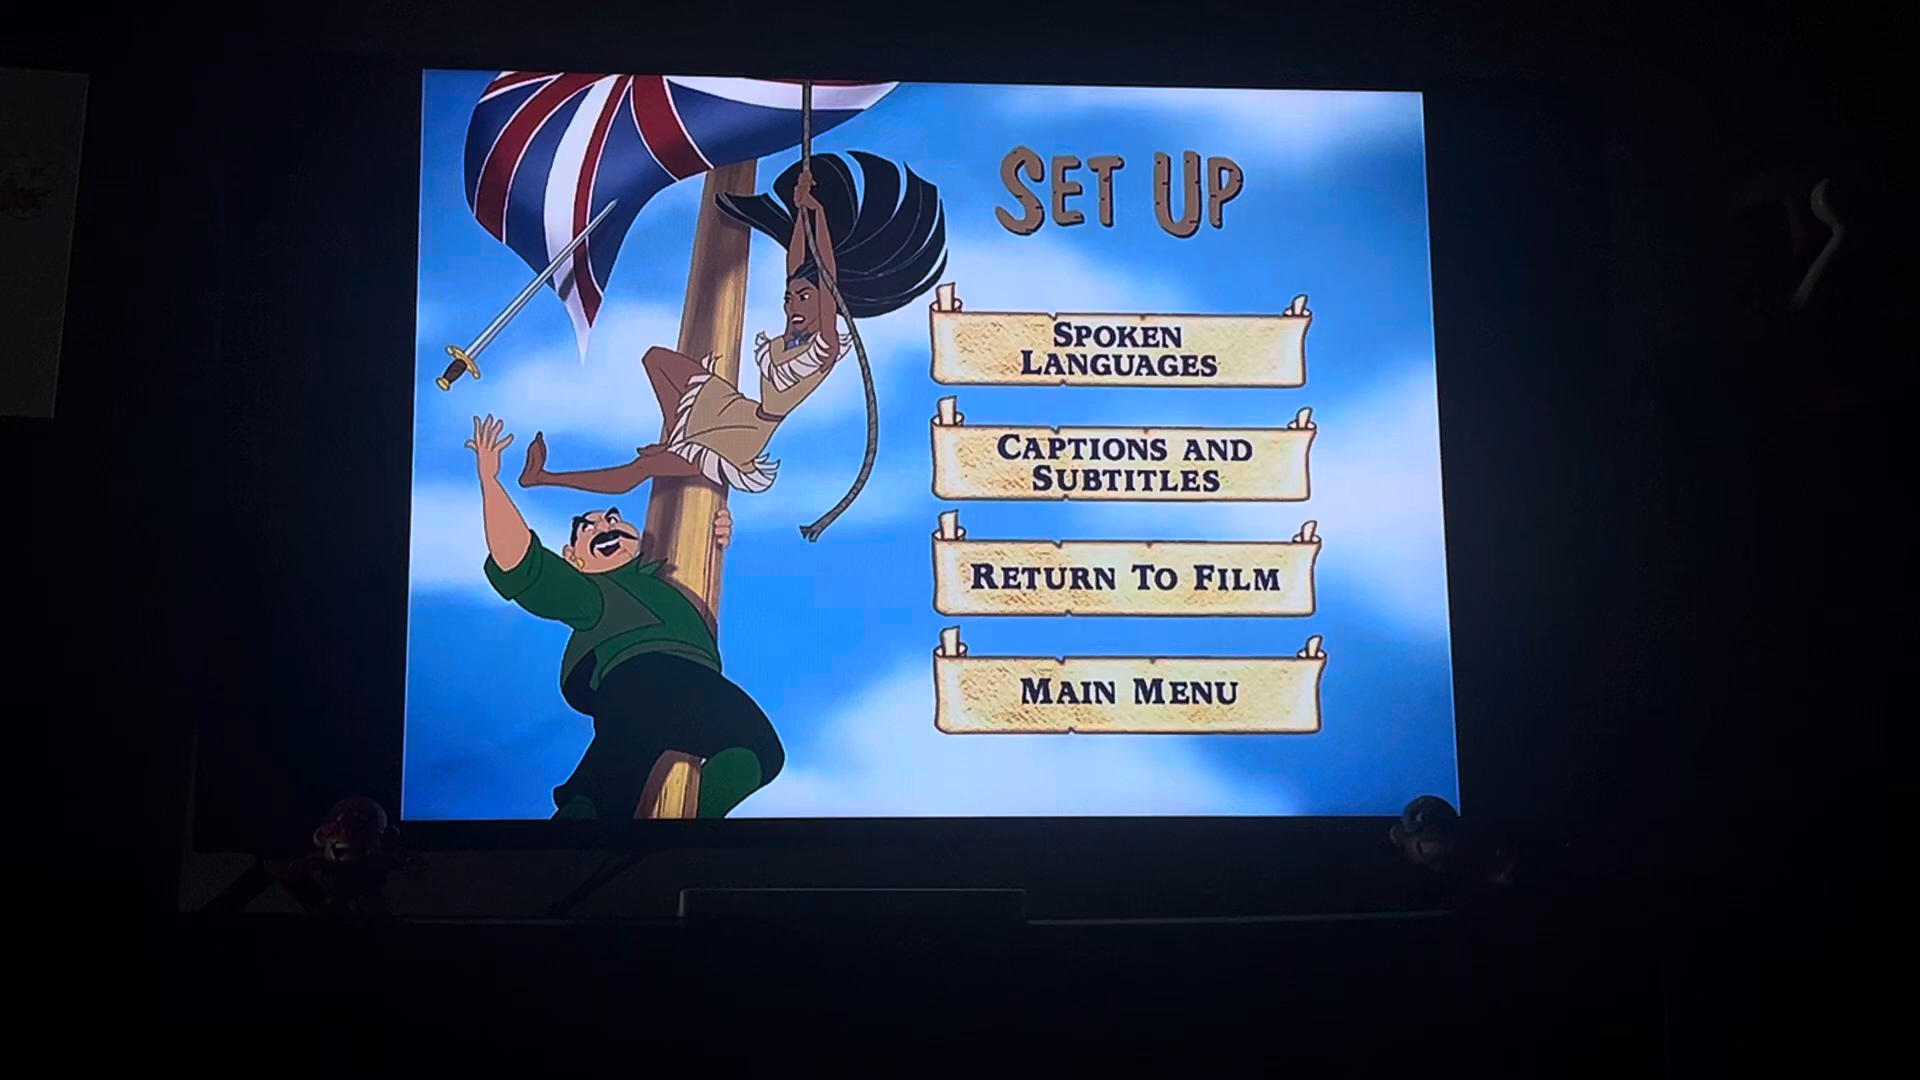 SET UP
SPOKEN
LANGUAGES
CAPTIONS AND
SUBTITLES
RETURN TO FILM
MAIN MENU